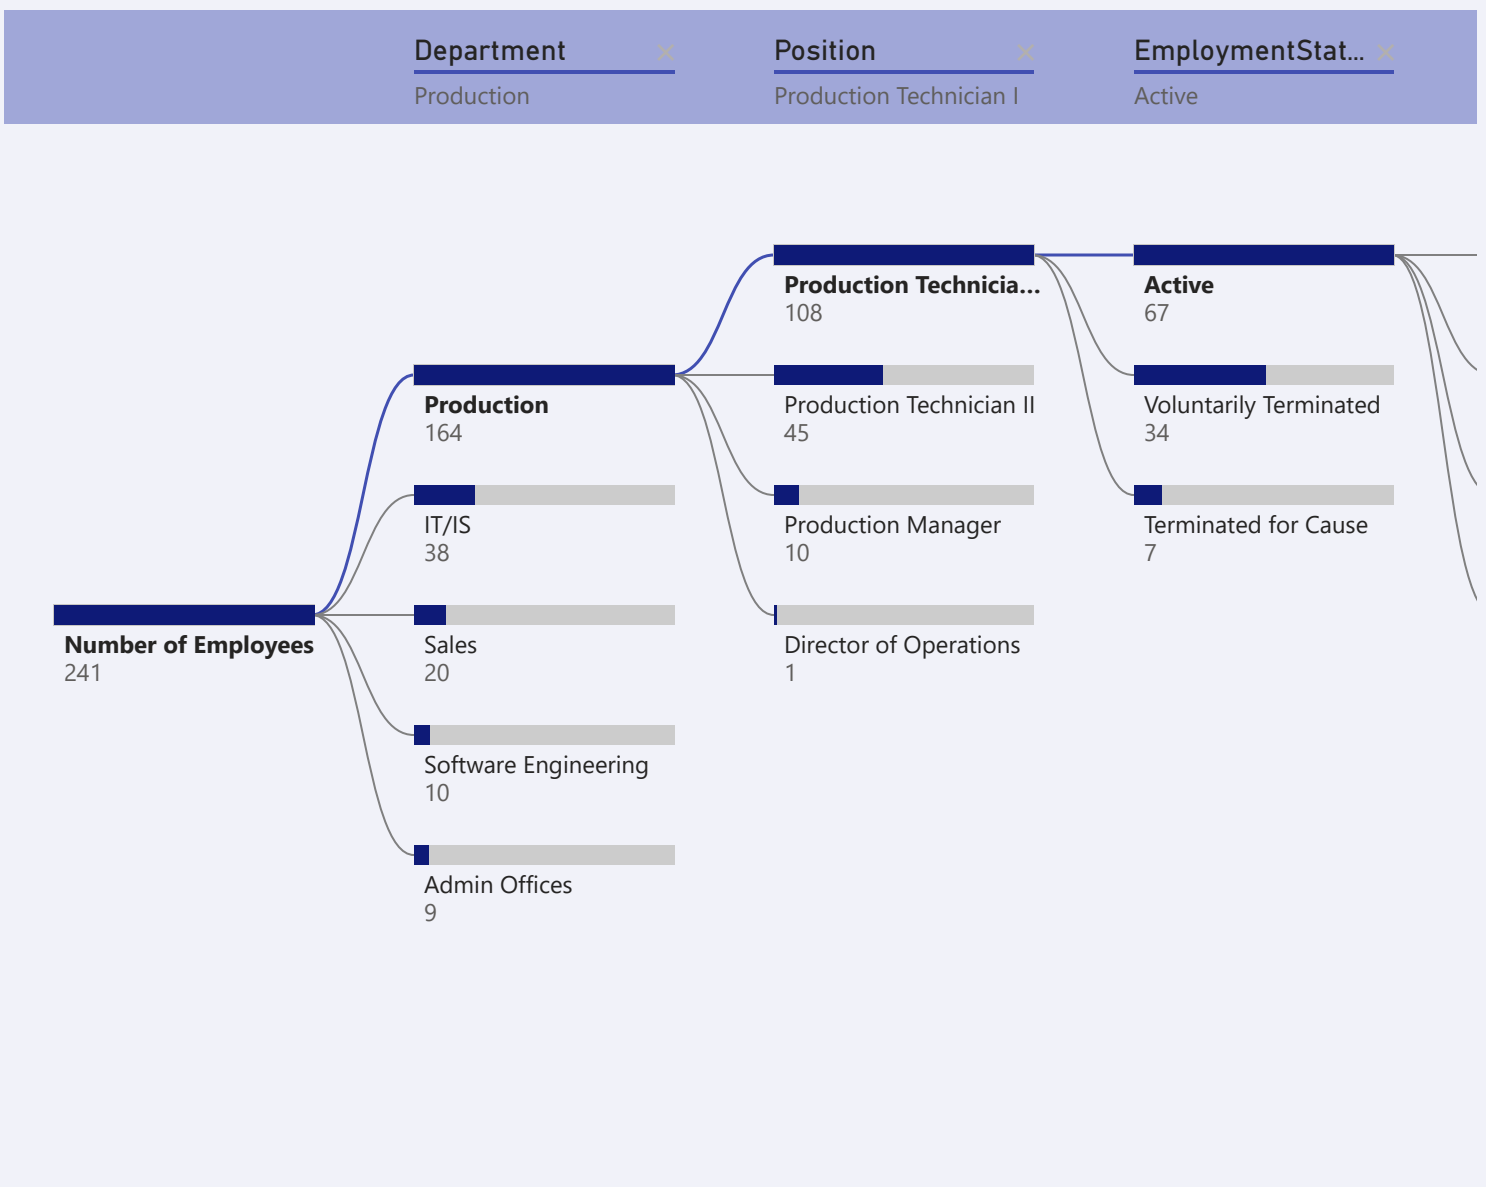 Department
Production
Position
Production Technician I
EmploymentStat...
Active
Number of Employees
241
Production
164
IT/IS
38
Sales
20
Software Engineering
10
Admin Offices
9
Production Technicia...
108
Production Technician II
45
Production Manager
10
Director of Operations
1
Active
67
Voluntarily Terminated
34
Terminated for Cause
7